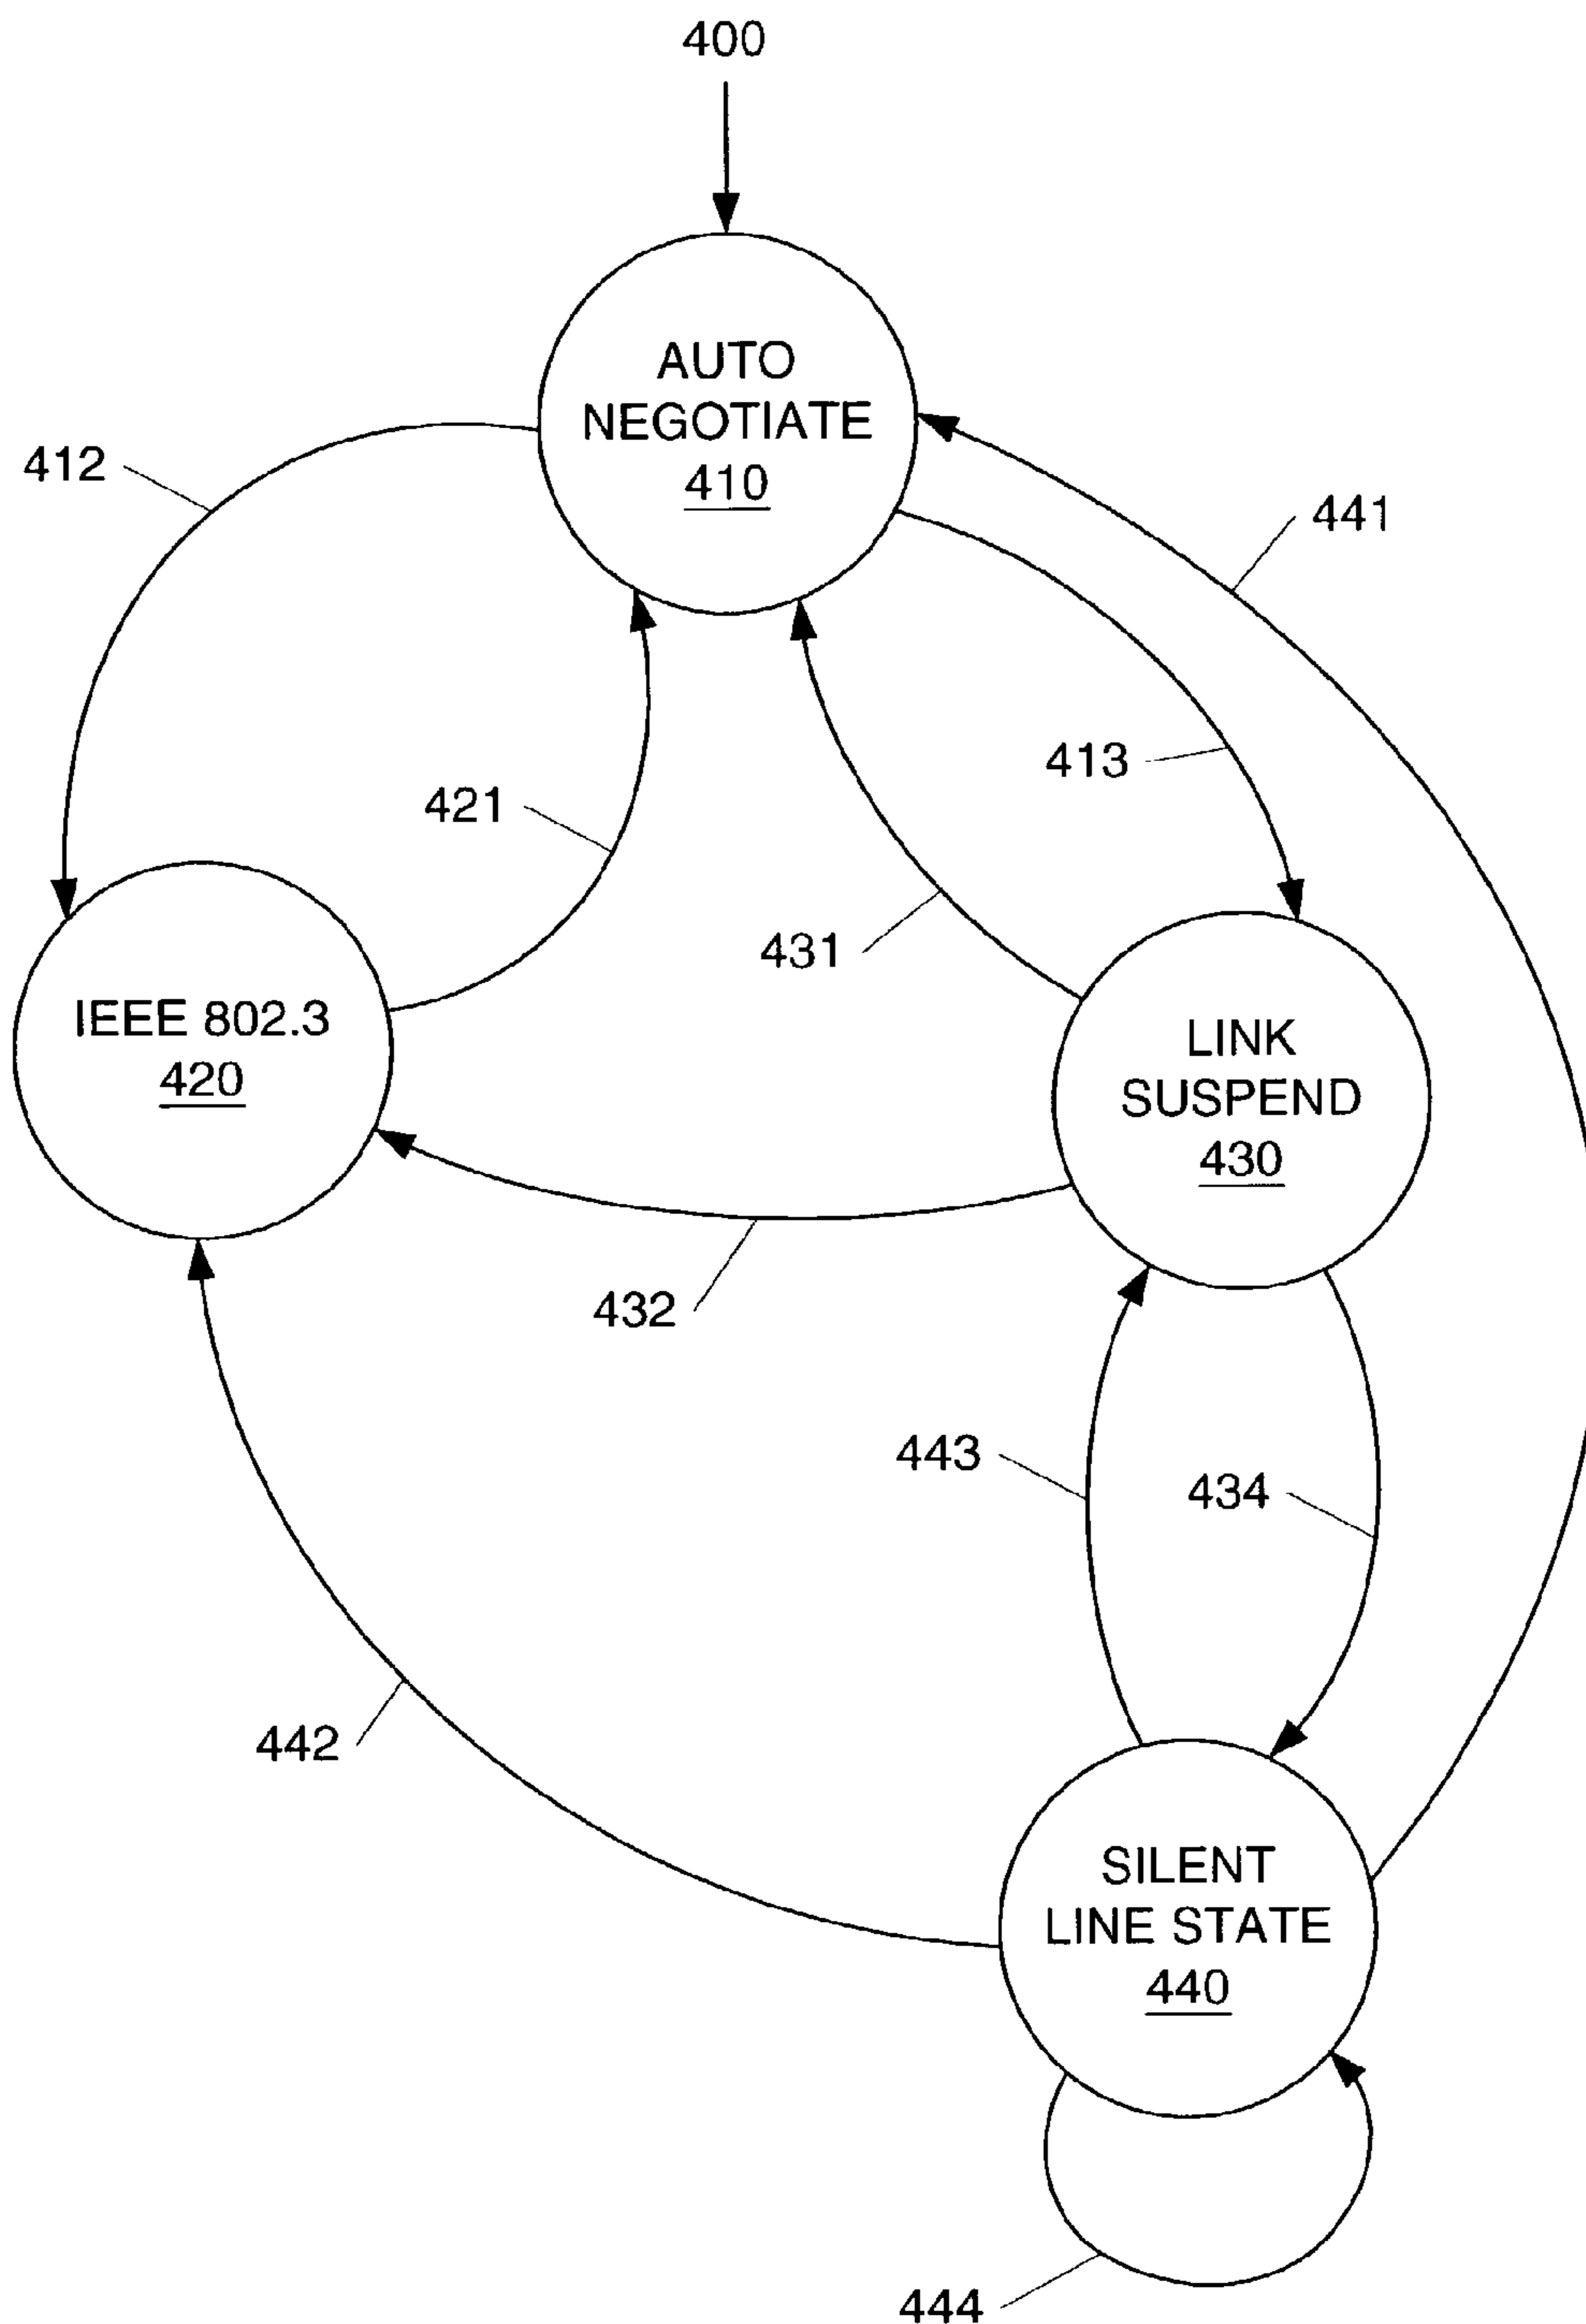 400
AUTO
NEGOTIATE
410
412
441
413
421
431
IEEE 802.3
420
LINK
SUSPEND
430
432
443
434
442
SILENT
LINE STATE
440
444